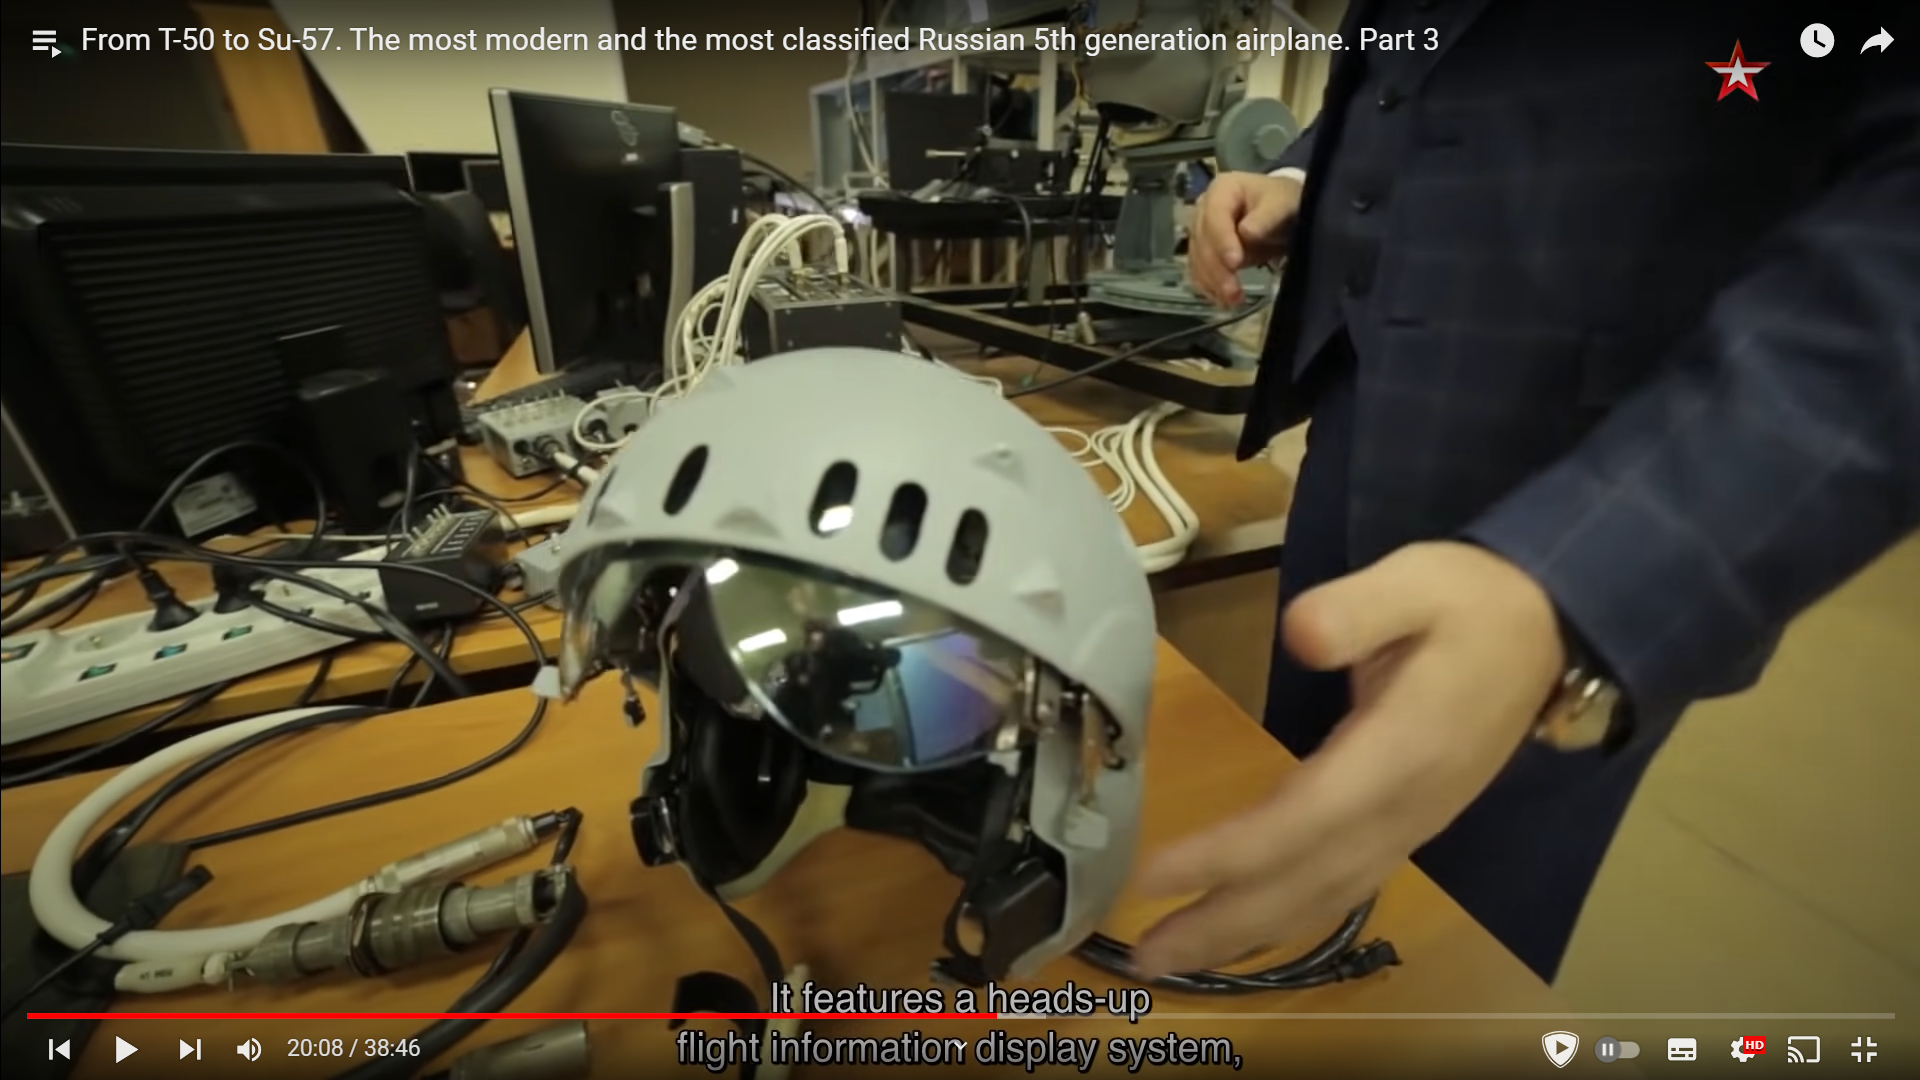 From T-50 to Su-57. The most modern and the most classified Russian 5th generation airplane. Part 3
It features a heads-up
flight information display system,
20:08 / 38:46
HD